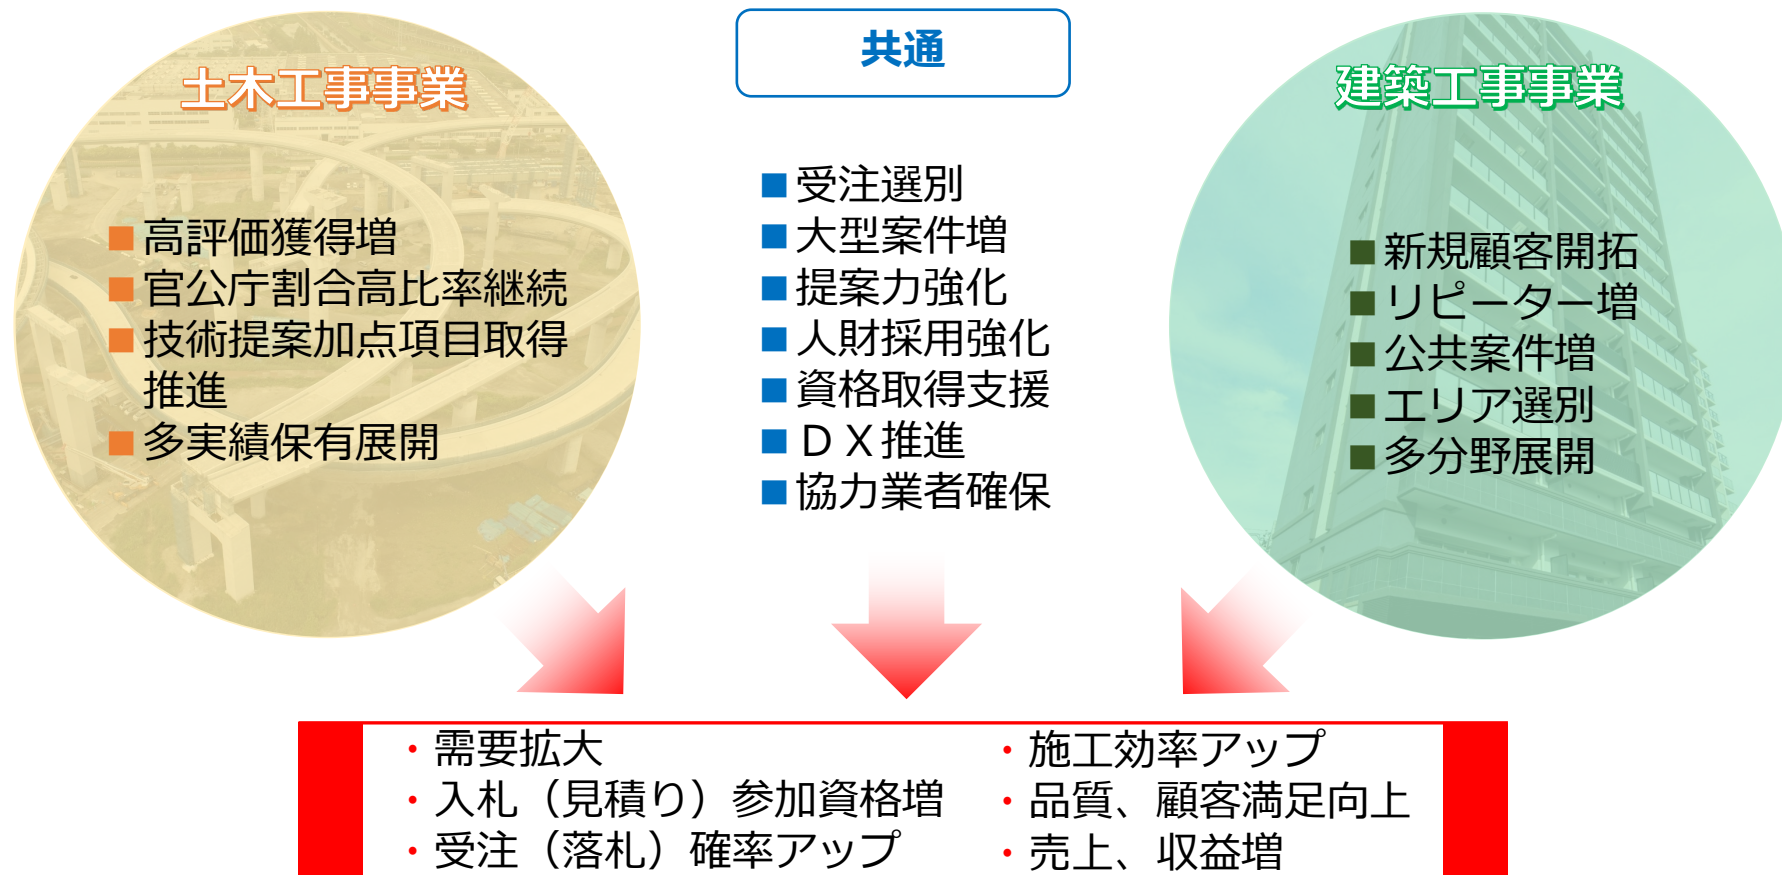 土木工事事業
■高評価獲得増
■官公庁割合高比率継続
■技術提案加点項目取得
推進
■多実績保有展開
共通
■受注選別
■大型案件増
■提案力強化
■人財採用強化
■資格取得支援
■ＤＸ推進
■協力業者確保
建築工事事業
■新規顧客開拓
■リピーター増
■公共案件増
■エリア選別
■多分野展開
・需要拡大
・入札（見積り）参加資格増
・受注（落札）確率アップ
・施工効率アップ
・品質、顧客満足向上
・売上、収益増